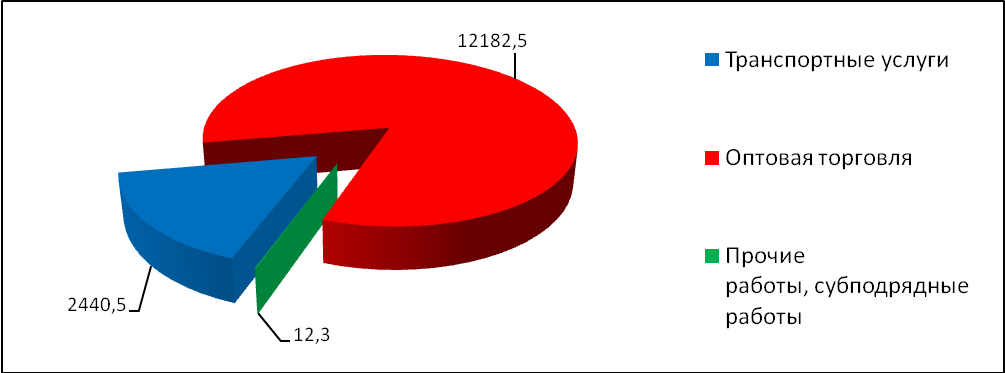 12182,5
2440,5
12,3
Транспортные услуги
Оптовая торговля
Прочие
работы, субподрядные
работы